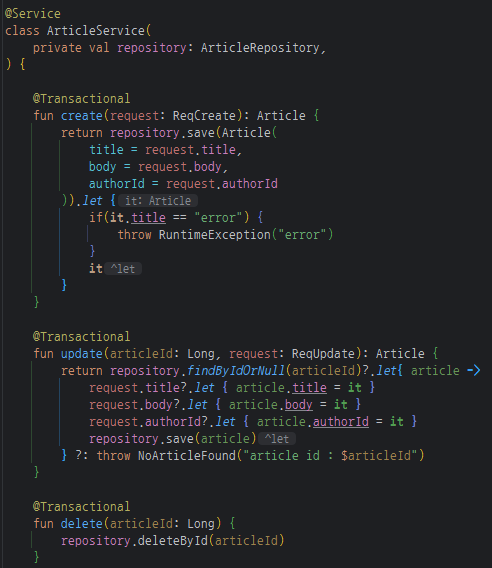 @Service
class ArticleService(
    private val repository: ArticleRepository,
) {

    @Transactional
    fun create(request: ReqCreate): Article {
        return repository.save(Article(
            title = request.title,
            body = request.body,
            authorId = request.authorId
        )).let { it: Article
            if(it.title == "error") {
                throw RuntimeException("error")
            }
            it ^let
        }
    }

    @Transactional
    fun update(articleId: Long, request: ReqUpdate): Article {
        return repository.findByIdOrNull(articleId)?.let{ article ->
            request.title?.let { article.title = it }
            request.body?.let { article.body = it }
            request.authorId?.let { article.authorId = it }
            repository.save(article) ^let
        } ?: throw NoArticleFound("article id : $articleId")
    }

    @Transactional
    fun delete(articleId: Long) {
        repository.deleteById(articleId)
    }